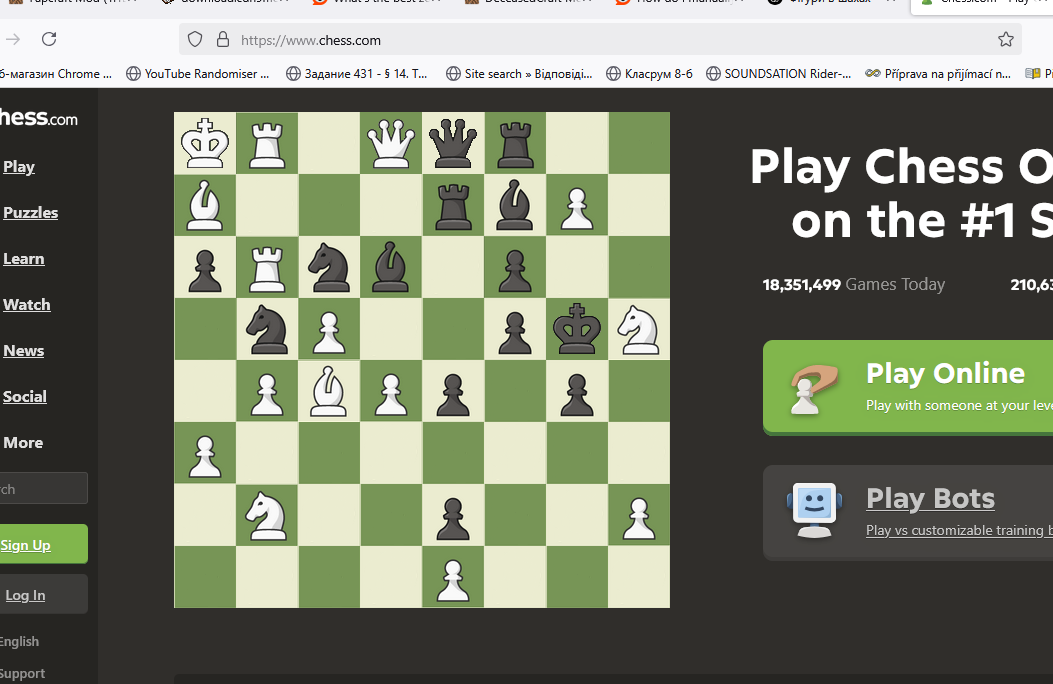 https://www.chess.com
б-магазин Chrome ... YouTube Randomiser ... Задание 431 - § 14. Т... Site search » Відповіді... Класрум 8-б SOUNDSATION Rider-... Příprava na přijímací n...
hess.com
Play
Puzzles
Learn
Watch
News
Social
More
rch
Sign Up
Log In
English
Support
Play Chess O
on the #1 S
18,351,499 Games Today 210,63
Play Online
Play with someone at your leve
Play Bots
Play vs customizable training b